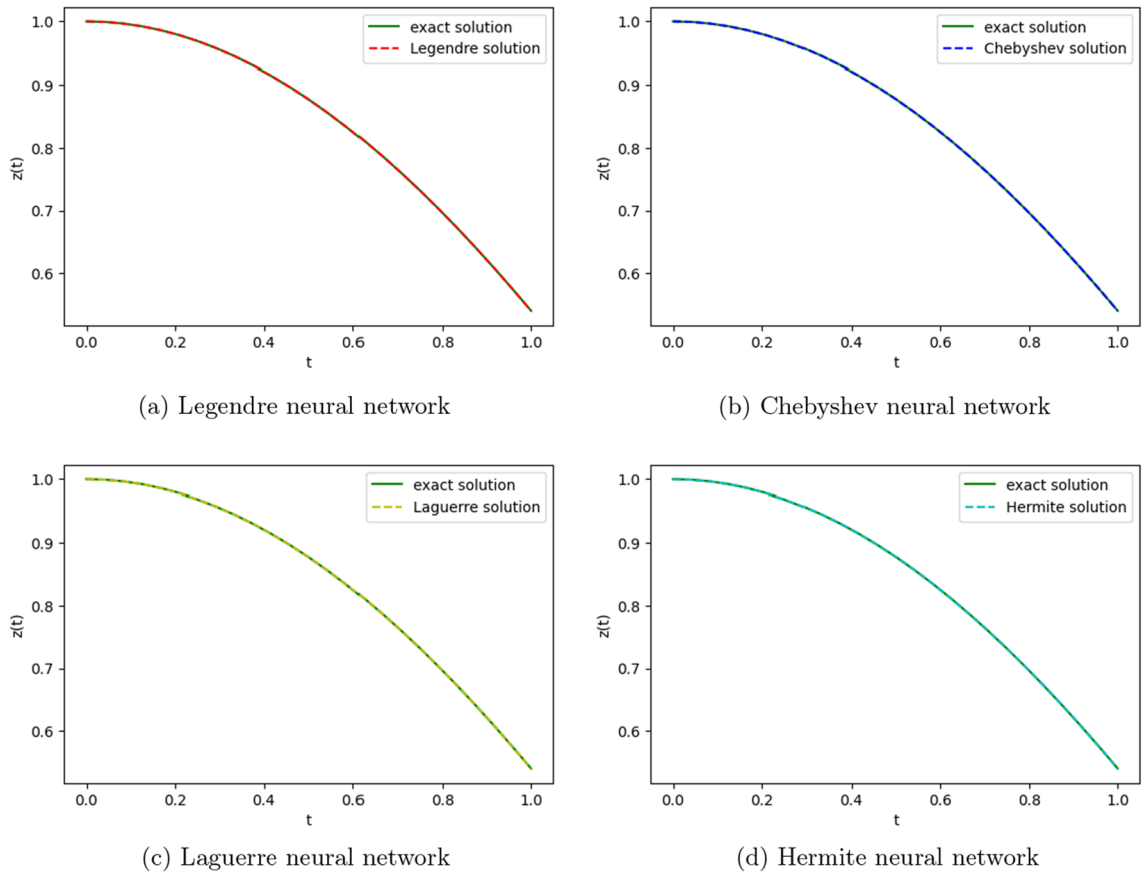 exact solution
Legendre solution
1.0
0.9
0.8
0.7
0.6
z(t)
0.0 0.2 0.4 0.6 0.8 1.0
t
(a) Legendre neural network
exact solution
Chebyshev solution
1.0
0.9
0.8
0.7
0.6
z(t)
0.0 0.2 0.4 0.6 0.8 1.0
t
(b) Chebyshev neural network
exact solution
Laguerre solution
1.0
0.9
0.8
0.7
0.6
z(t)
0.0 0.2 0.4 0.6 0.8 1.0
t
(c) Laguerre neural network
exact solution
Hermite solution
1.0
0.9
0.8
0.7
0.6
z(t)
0.0 0.2 0.4 0.6 0.8 1.0
t
(d) Hermite neural network